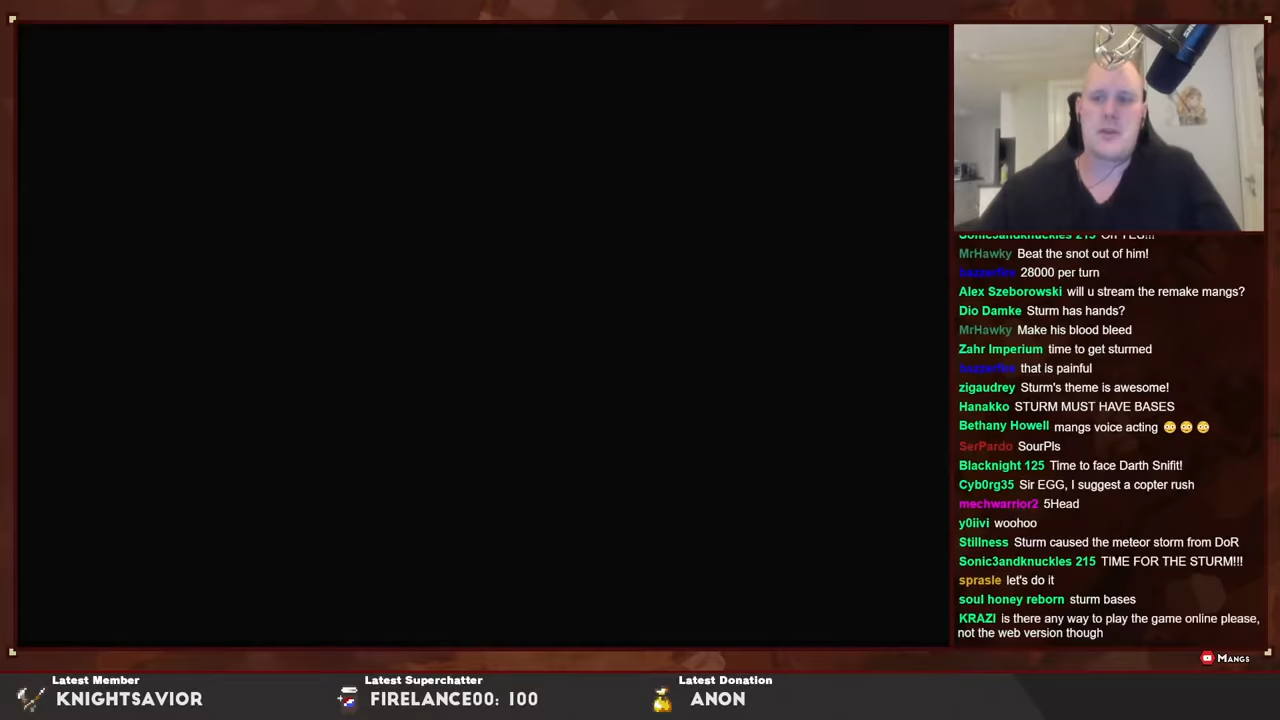 MrHawky Beat the snot out of him!
28000 per turn
Alex Szeborowski will u stream the remake mangs?
Dio Damke Sturm has hands?
MrHawky Make his blood bleed
Zahr Imperium time to get sturmed
that is painful
zigaudrey Sturm's theme is awesome!
Hanakko STURM MUST HAVE BASES
Bethany Howell mangs voice acting 😳 😳 😳
SerPardo SourPls
Blacknight 125 Time to face Darth Snifit!
Cyb0rg35 Sir EGG, I suggest a copter rush
mechwarrior2 5Head
y0iivi woohoo
Stillness Sturm caused the meteor storm from DoR
Sonic3andknuckles 215 TIME FOR THE STURM!!!
sprasle let's do it
soul honey reborn sturm bases
KRAZI is there any way to play the game online please,
not the web version though
Mangs
Latest Member
KNIGHTSAVIOR
Latest Superchatter
FIRELANCE00: 100
Latest Donation
ANON